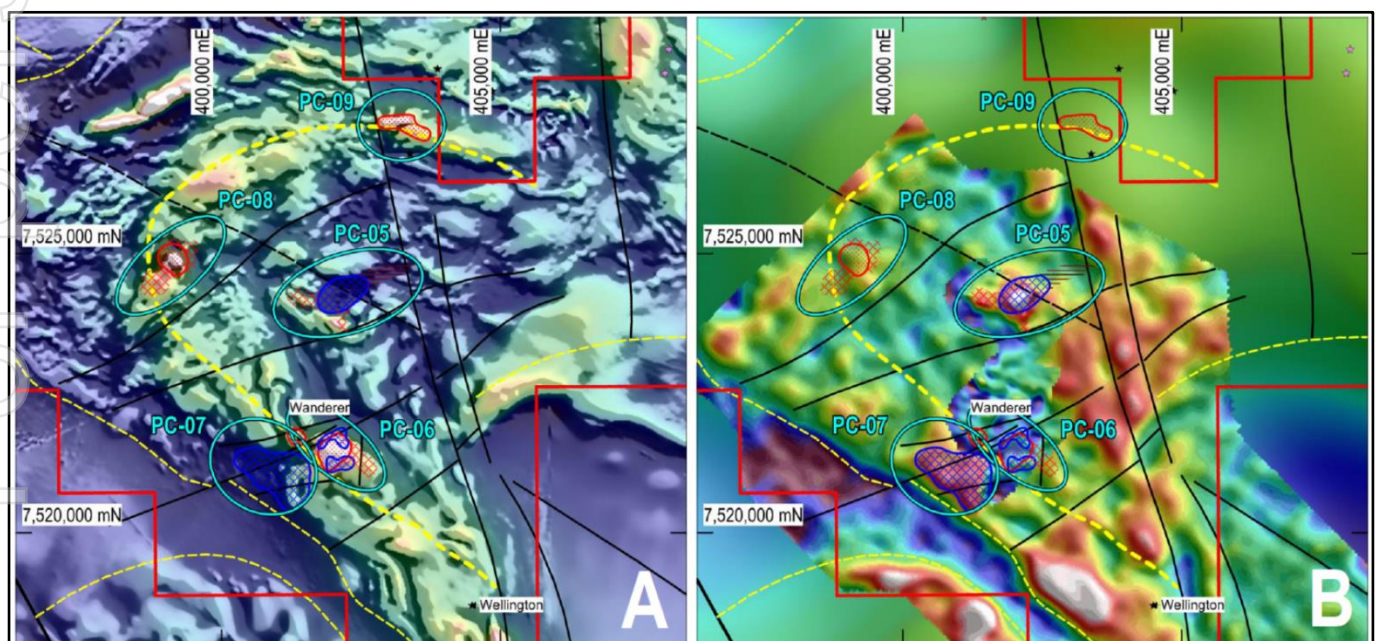 400,000 mE
405,000 mE
PC-09
PC-08
7,525,000 mN
PC-05
Wanderer
PC-07
PC-06
7,520,000 mN
Wellington
A
400,000 mE
405,000 mE
PC-09
PC-08
7,525,000 mN
PC-05
Wanderer
PC-07
PC-06
7,520,000 mN
Wellington
B